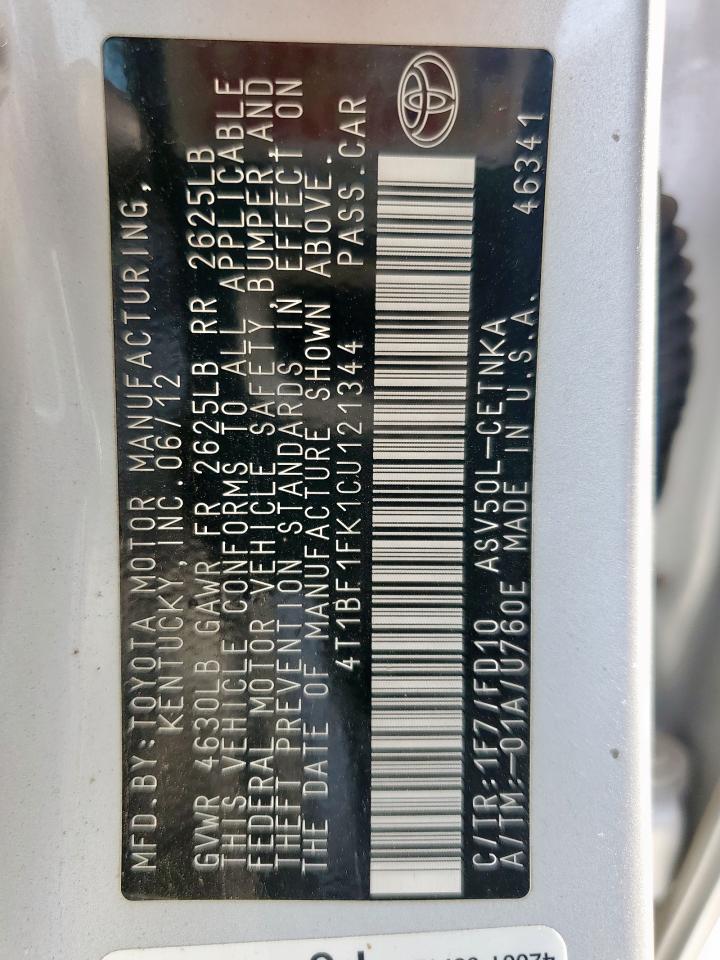 MFD.BY:TOYOTA MOTOR MANUFACTURING,
KENTUCKY,INC.06/12
GVWR 4630LB GAWR FR 2625LB RR 2625LB
THIS VEHICLE CONFORMS TO ALL APPLICABLE
FEDERAL MOTOR VEHICLE SAFETY,BUMPER,AND
THEFT PREVENTION STANDARDS IN EFFECT ON
THE DATE OF MANUFACTURE SHOWN ABOVE.
4T1BF1FK1CU121344 PASS.CAR
C/TR:1F7/FD10 ASV50L-CETNKA
A/TM:-01A/U760E MADE IN U.S.A. 46341